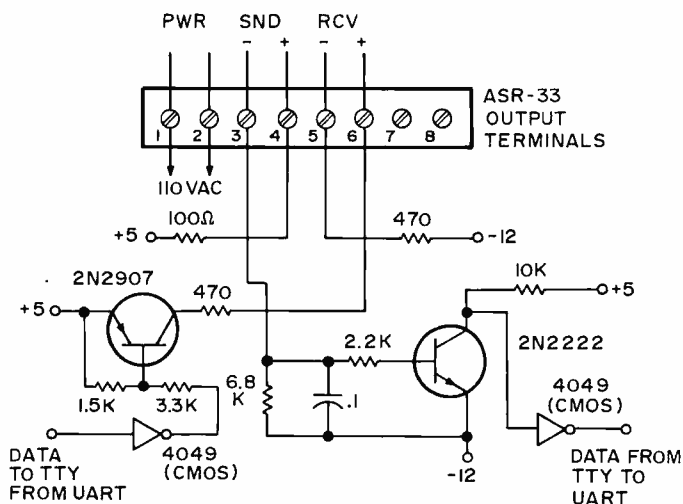 PWR SND RCV
- + - +
1 2 3 4 5 6 7 8
ASR-33
OUTPUT
TERMINALS
110 VAC
100Ω
+5
470
-12
2N2907
+5
470
10K
+5
2.2K
2N2222
1.5K
3.3K
6.8
K
.1
4049
(CMOS)
4049
(CMOS)
-12
DATA
TO TTY
FROM UART
DATA FROM
TTY TO
UART